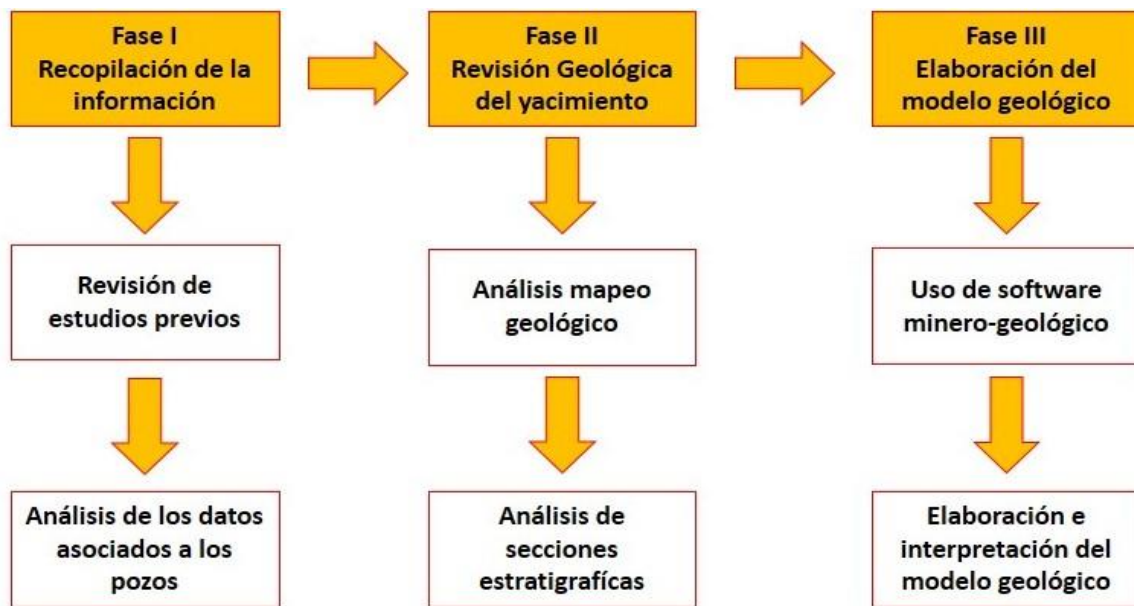 Fase I
Recopilación de la
información
Fase II
Revisión Geológica
del yacimiento
Fase III
Elaboración del
modelo geológico
Revisión de
estudios previos
Análisis mapeo
geológico
Uso de software
minero-geológico
Análisis de los datos
asociados a los
pozos
Análisis de
secciones
estratigrafícas
Elaboración e
interpretación del
modelo geológico